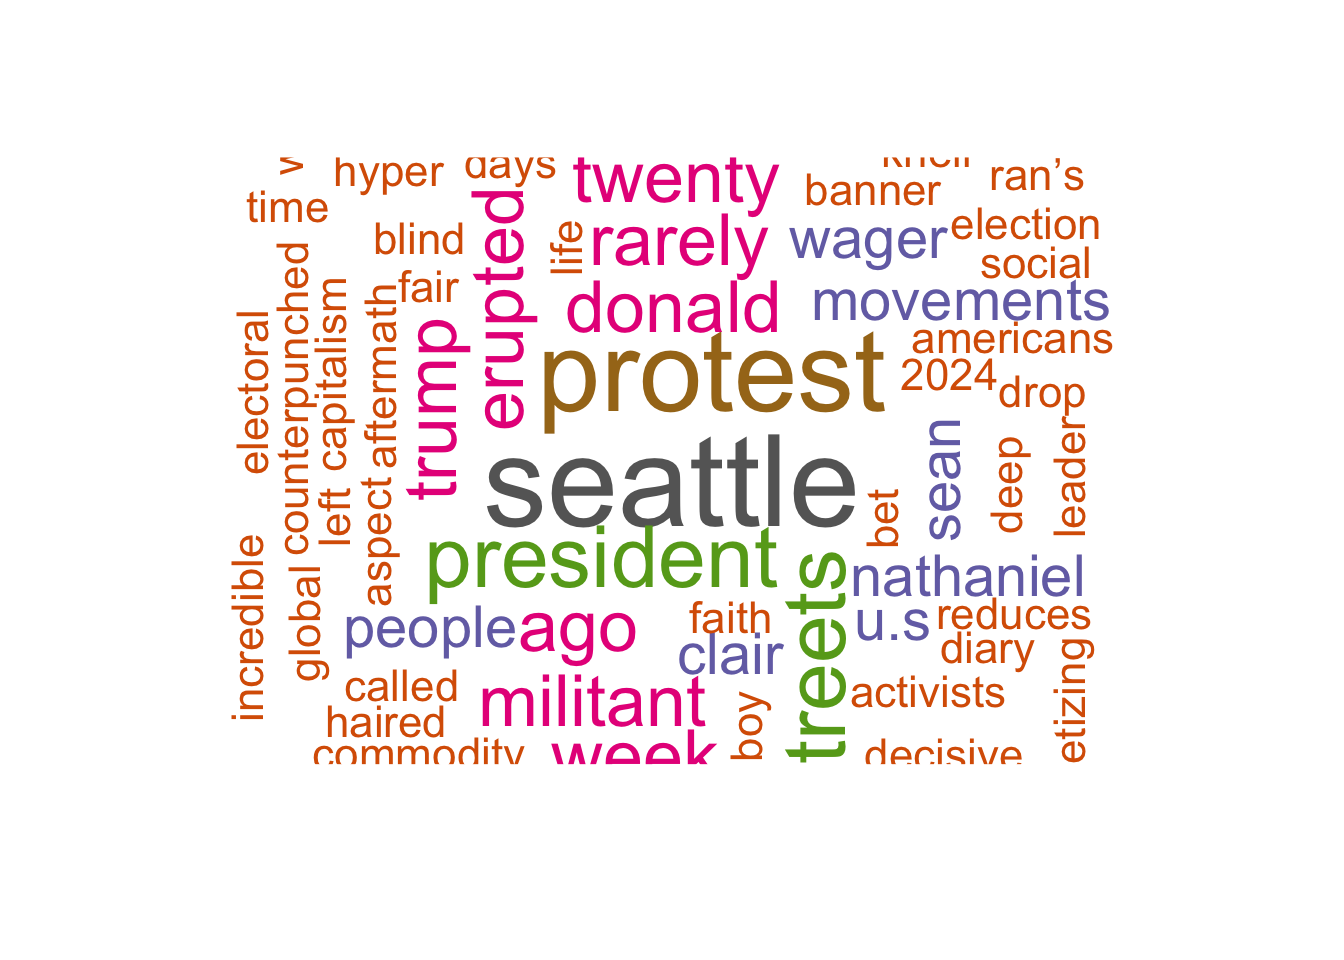 hyper
days
twenty
banner
ran's
time
rarely
wager
election
blind
life
social
erupted
fair
donald
movements
electoral
counterpunched
capitalism
aftermath
trump
protest
americans
2024
drop
seattle
sean
deep
leader
left
aspect
bet
president
nathaniel
incredible
global
people
ago
faith
treets
u.s
reduces
clair
diary
called
militant
boy
activists
etizing
haired
commodity
week
decisive